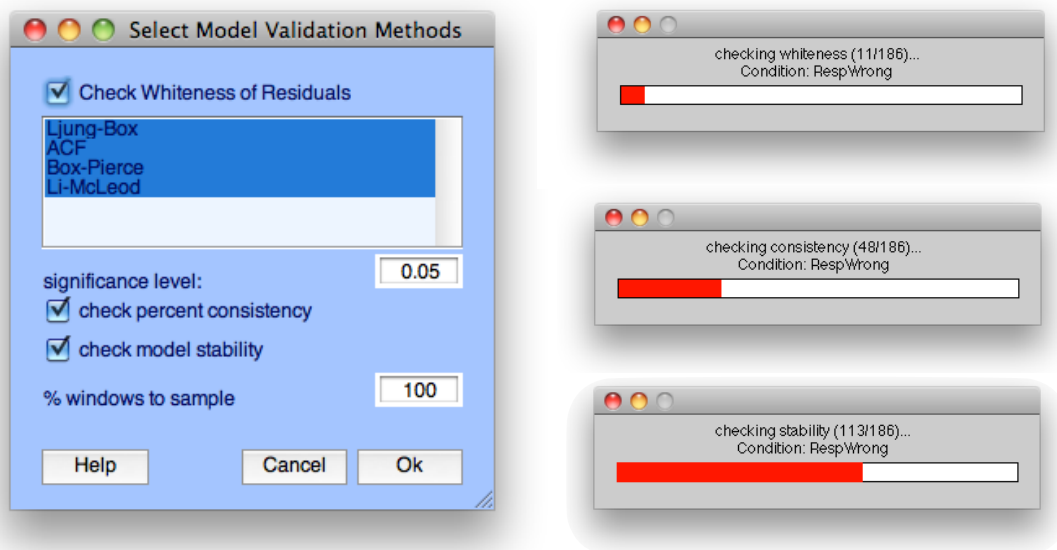 Select Model Validation Methods
Check Whiteness of Residuals
Ljung-Box
ACF
Box-Pierce
Li-McLeod
significance level:
0.05
check percent consistency
check model stability
% windows to sample
100
Help
Cancel
Ok
checking whiteness (11/186)...
Condition: RespWrong
checking consistency (48/186)...
Condition: RespWrong
checking stability (113/186)...
Condition: RespWrong